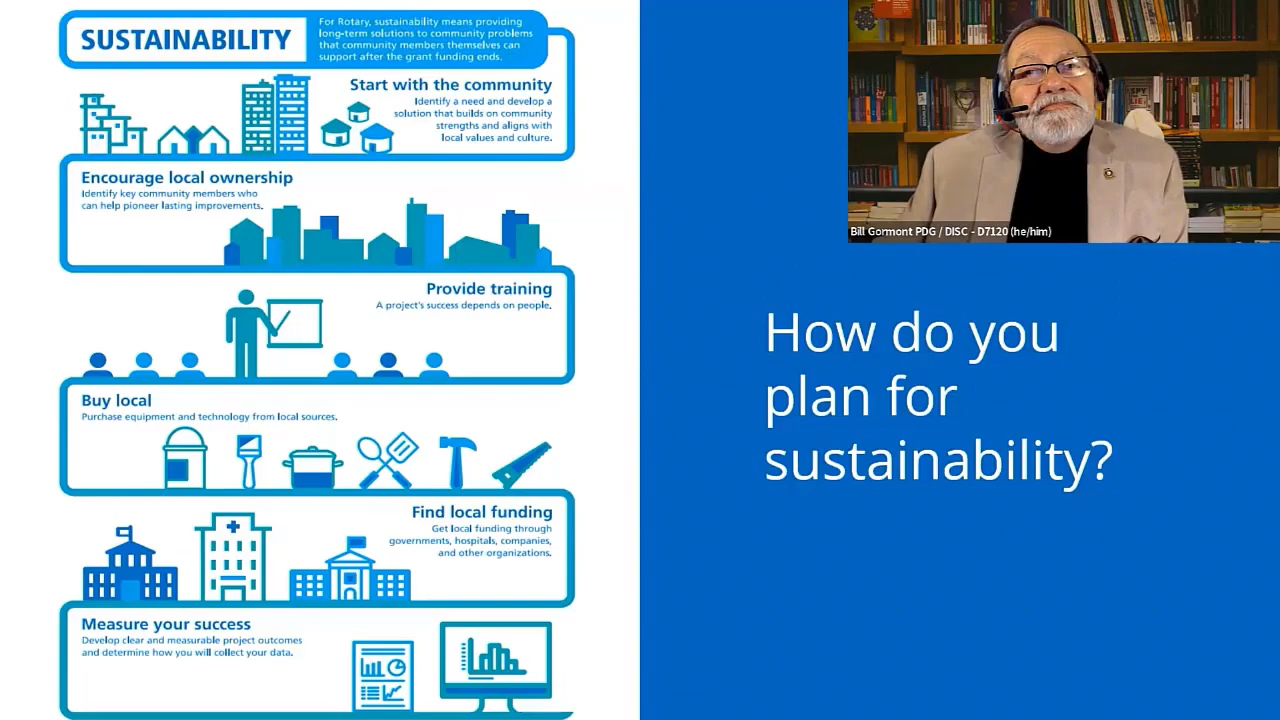 SUSTAINABILITY
For Rotary, sustainability means providing
long-term solutions to community problems
that community members themselves can
support after the grant funding ends.
Start with the community
Identify a need and develop a
solution that builds on community
strengths and aligns with
local values and culture.
Encourage local ownership
Identify key community members who
can help pioneer lasting improvements.
Provide training
A project's success depends on people.
Buy local
Purchase equipment and technology from local sources.
Find local funding
Get local funding through
governments, hospitals, companies,
and other organizations.
Measure your success
Develop clear and measurable project outcomes
and determine how you will collect your data.
Bill Gormont PDG / DISC - D7120 (he/him)
How do you
plan for
sustainability?